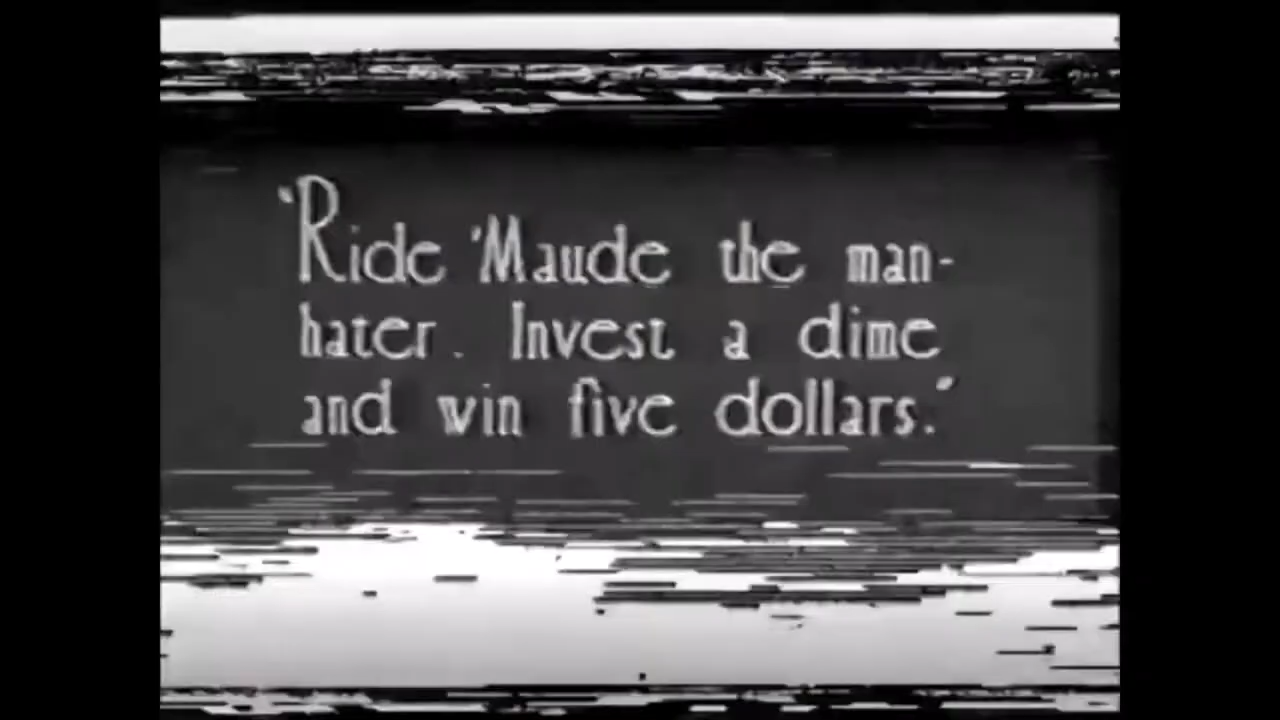 "Ride 'Maude the man-
hater. Invest a dime
and win five dollars."